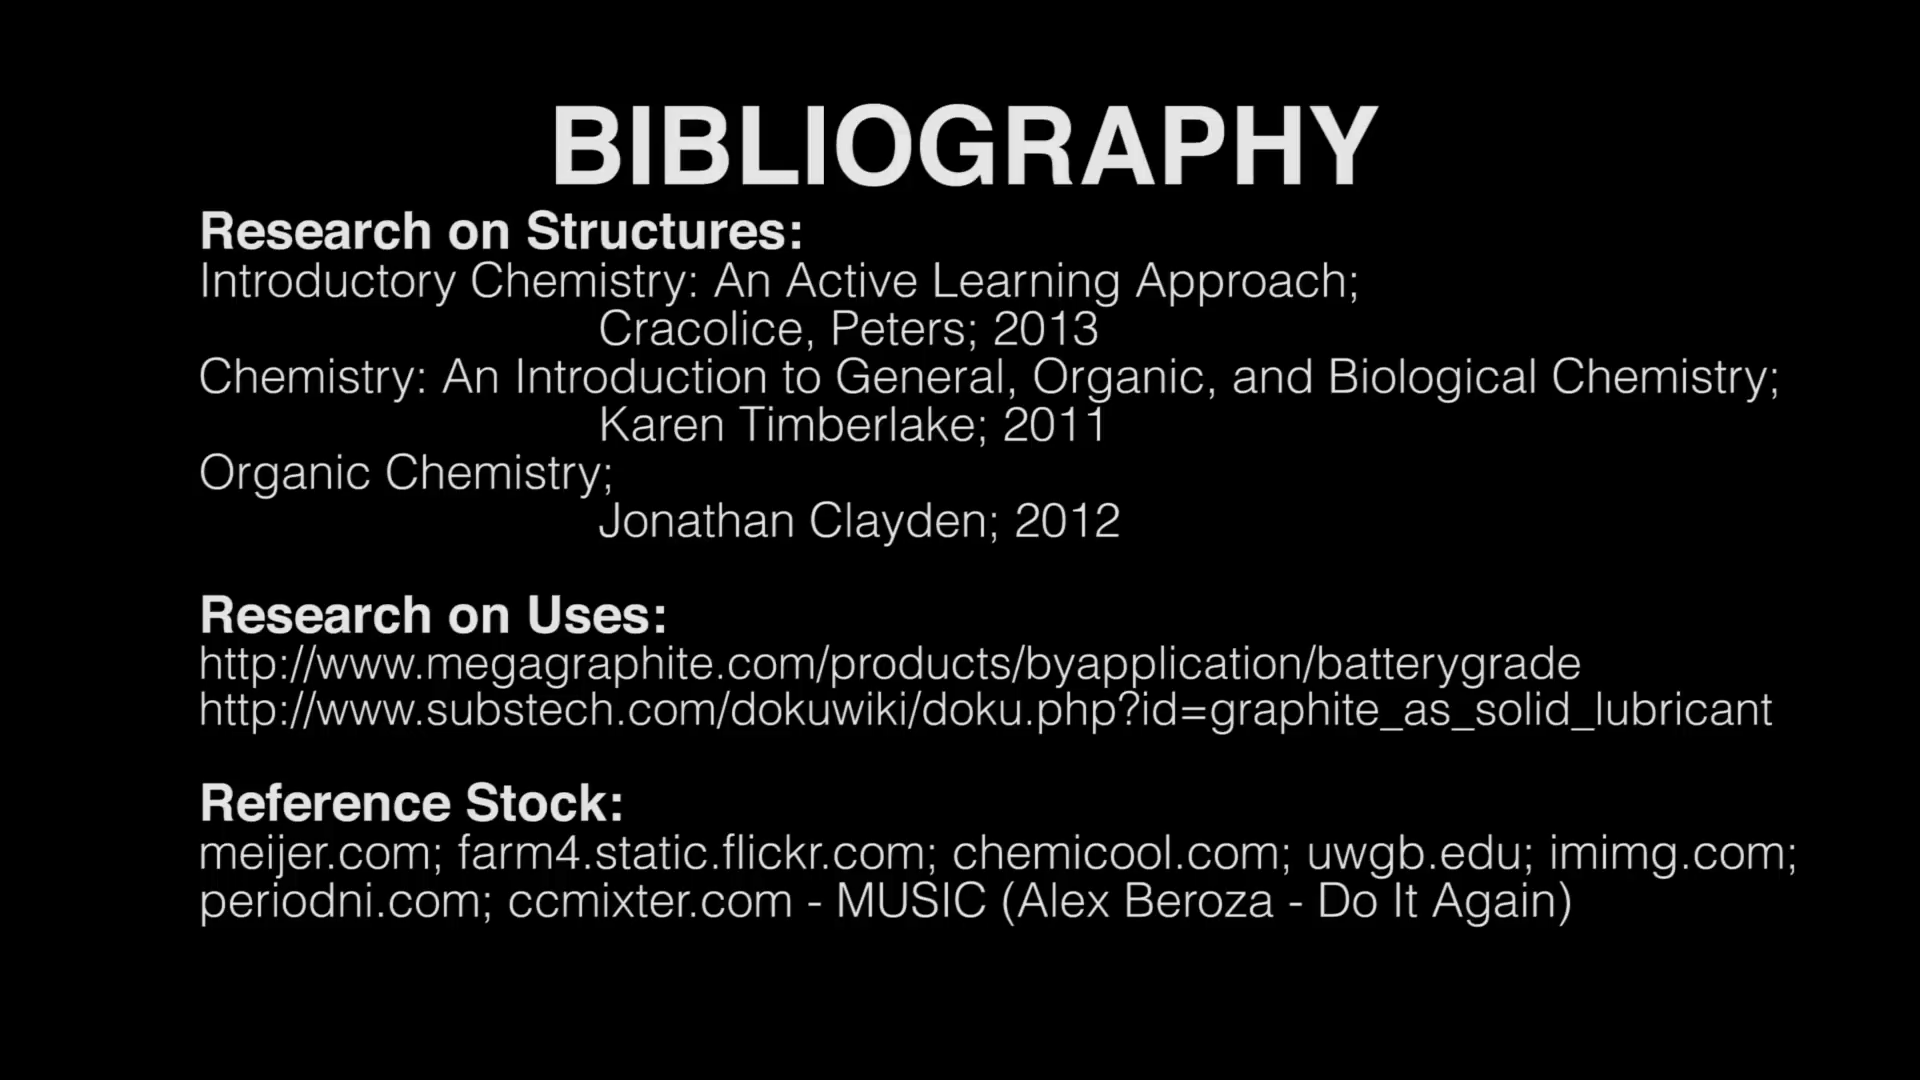 BIBLIOGRAPHY
Research on Structures:
Introductory Chemistry: An Active Learning Approach;
Cracolice, Peters; 2013
Chemistry: An Introduction to General, Organic, and Biological Chemistry;
Karen Timberlake; 2011
Organic Chemistry;
Jonathan Clayden; 2012
Research on Uses:
http://www.megagraphite.com/products/byapplication/batterygrade
http://www.substech.com/dokuwiki/doku.php?id=graphite_as_solid_lubricant
Reference Stock:
meijer.com; farm4.static.flickr.com; chemicool.com; uwgb.edu; imimg.com;
periodni.com; ccmixter.com - MUSIC (Alex Beroza - Do It Again)